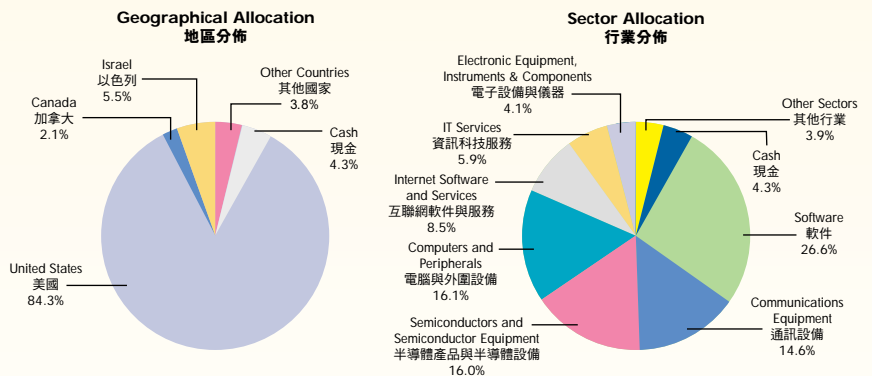 Geographical Allocation
地區分佈
Israel
以色列
5.5%
Other Countries
其他國家
3.8%
Canada
加拿大
2.1%
Cash
現金
4.3%
United States
美國
84.3%
Sector Allocation
行業分佈
Electronic Equipment,
Instruments & Components
電子設備與儀器
4.1%
Other Sectors
其他行業
3.9%
IT Services
資訊科技服務
5.9%
Cash
現金
4.3%
Internet Software
and Services
互聯網軟件與服務
8.5%
Software
軟件
26.6%
Computers and
Peripherals
電腦與外圍設備
16.1%
Communications
Equipment
通訊設備
14.6%
Semiconductors and
Semiconductor Equipment
半導體產品與半導體設備
16.0%